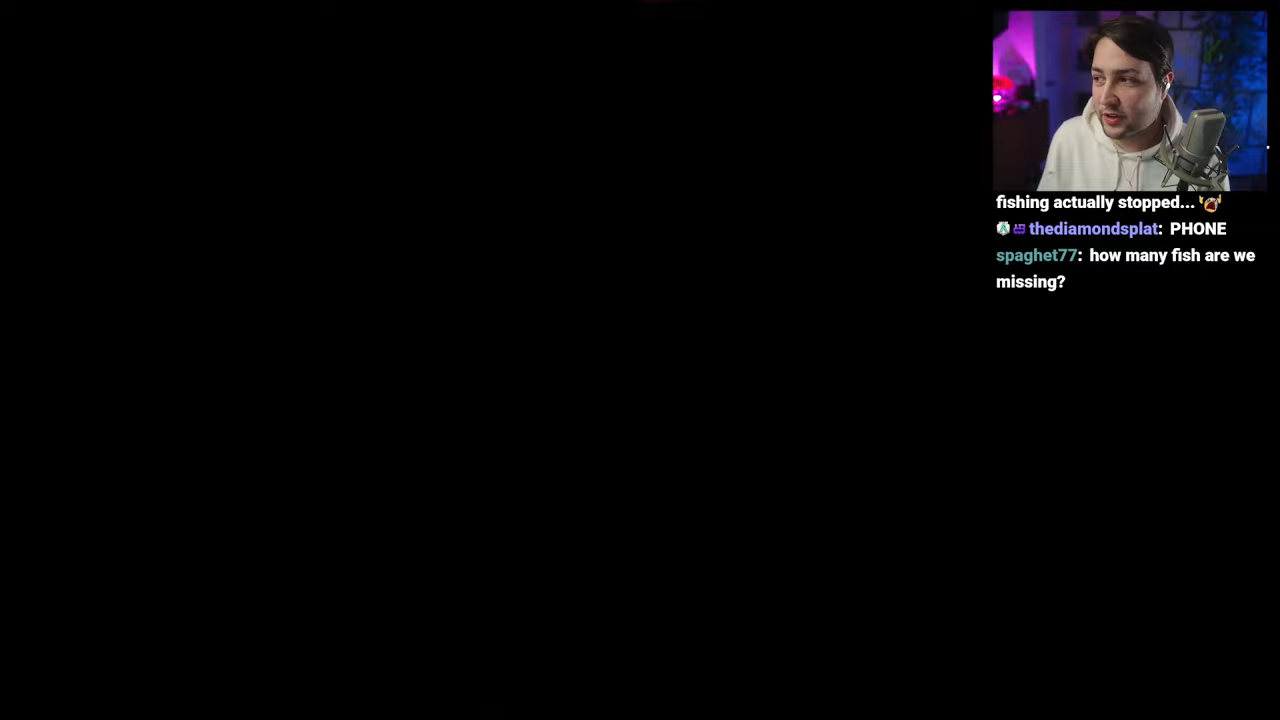 fishing actually stopped...
thediamondsplat: PHONE
spaghet77: how many fish are we
missing?